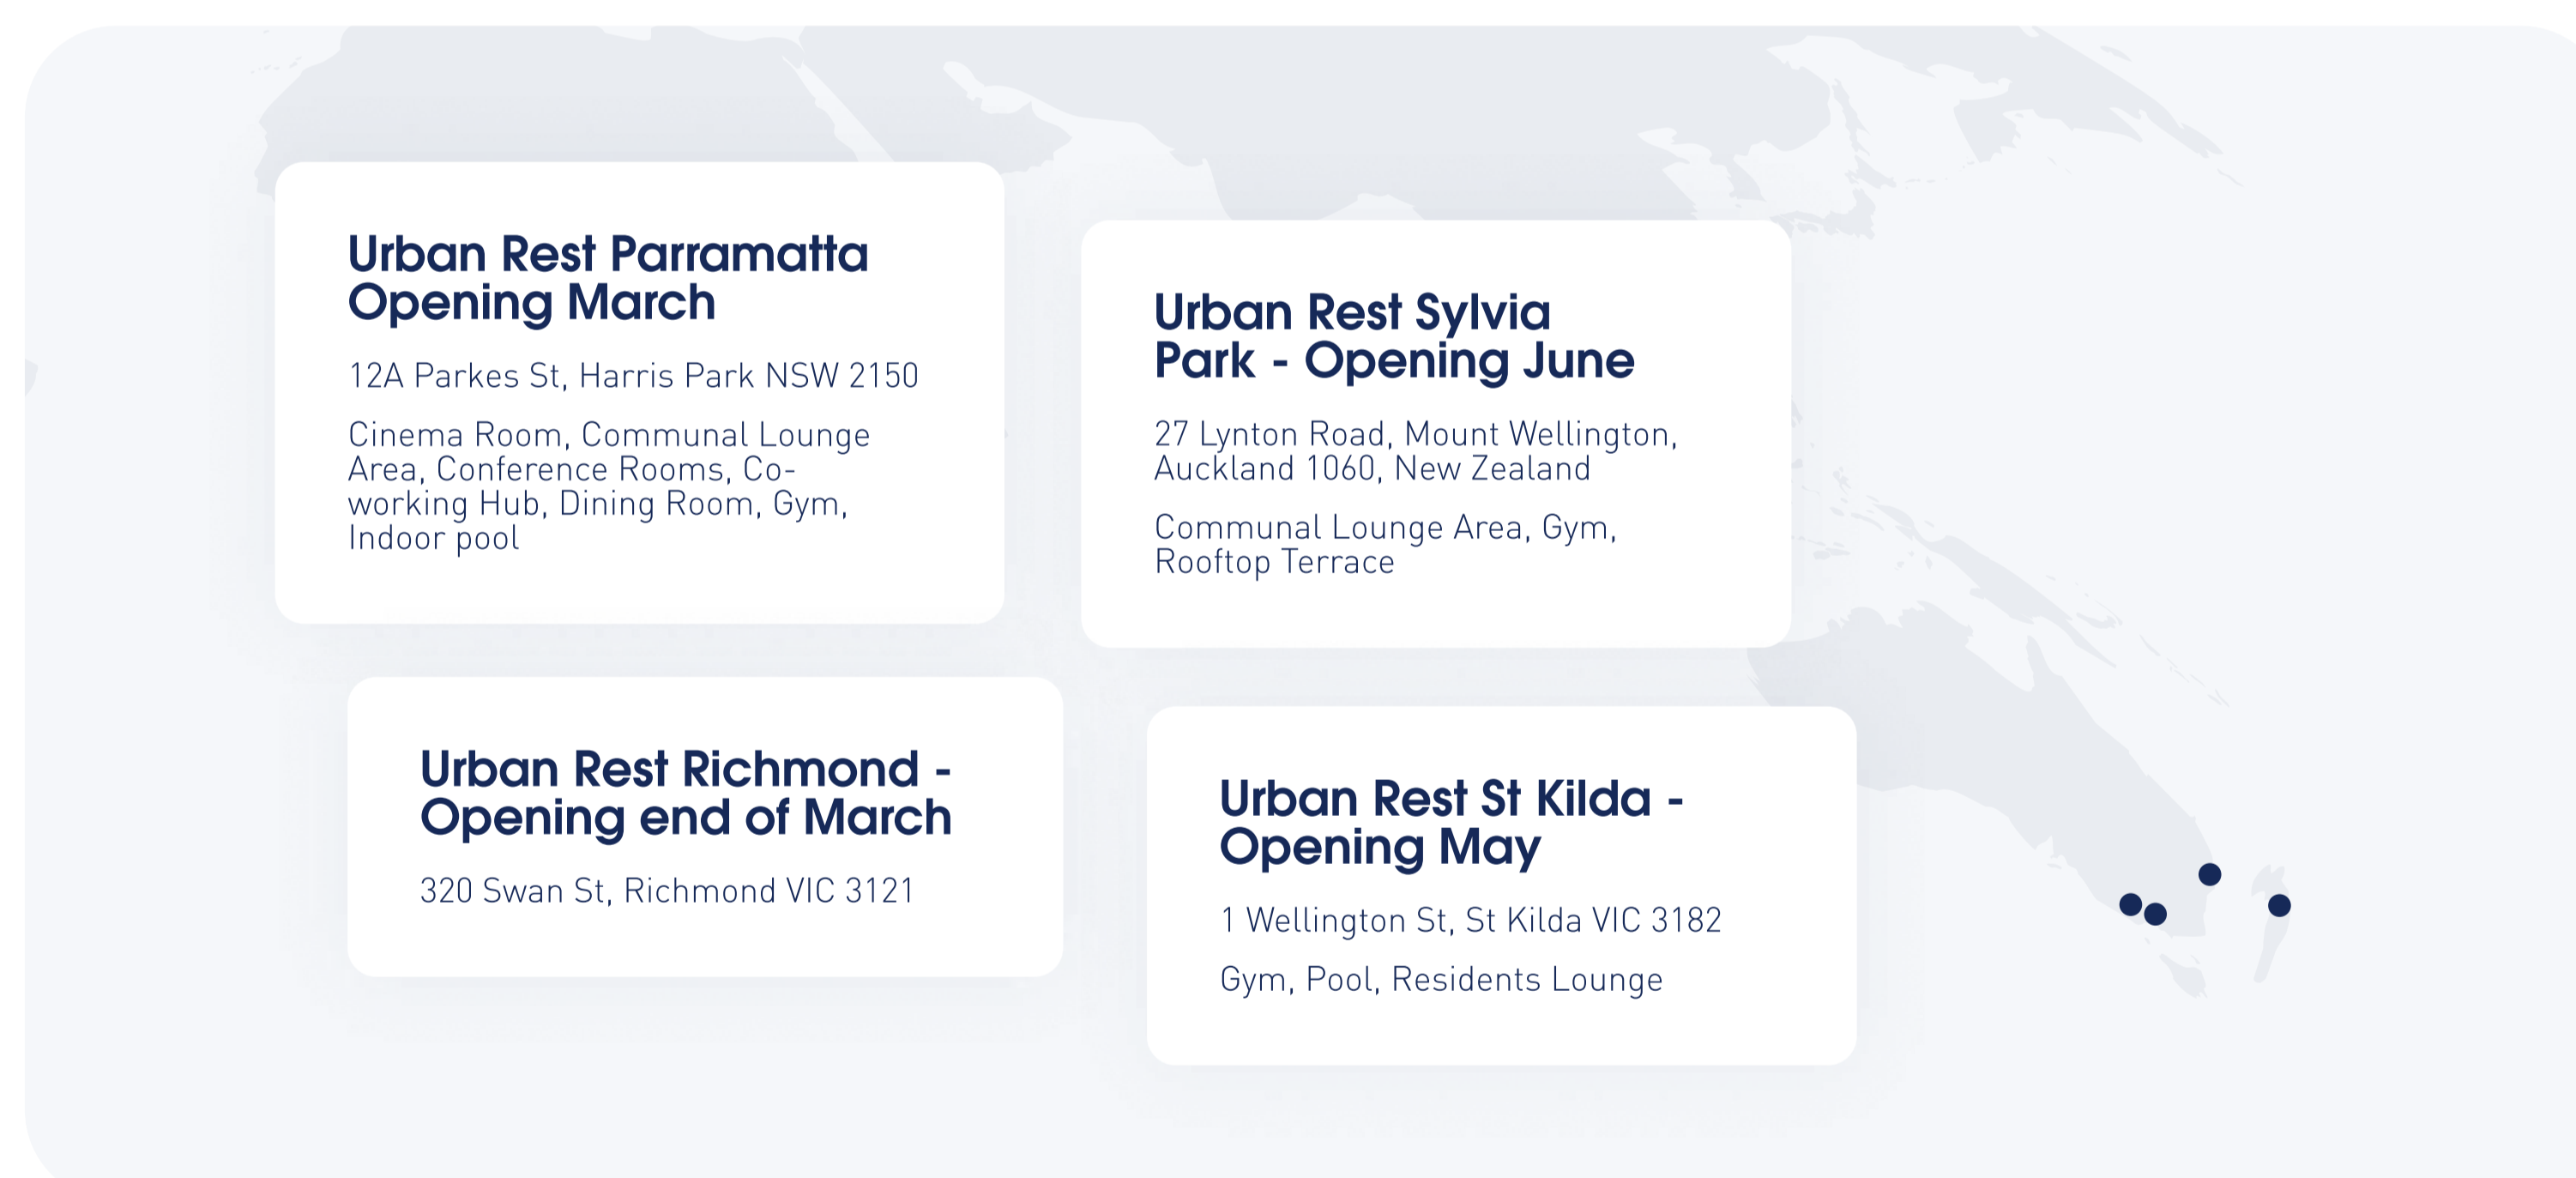 Urban Rest Parramatta
Opening March
12A Parkes St, Harris Park NSW 2150
Cinema Room, Communal Lounge
Area, Conference Rooms, Co-
working Hub, Dining Room, Gym,
Indoor pool
Urban Rest Sylvia
Park - Opening June
27 Lynton Road, Mount Wellington,
Auckland 1060, New Zealand
Communal Lounge Area, Gym,
Rooftop Terrace
Urban Rest Richmond -
Opening end of March
320 Swan St, Richmond VIC 3121
Urban Rest St Kilda -
Opening May
1 Wellington St, St Kilda VIC 3182
Gym, Pool, Residents Lounge